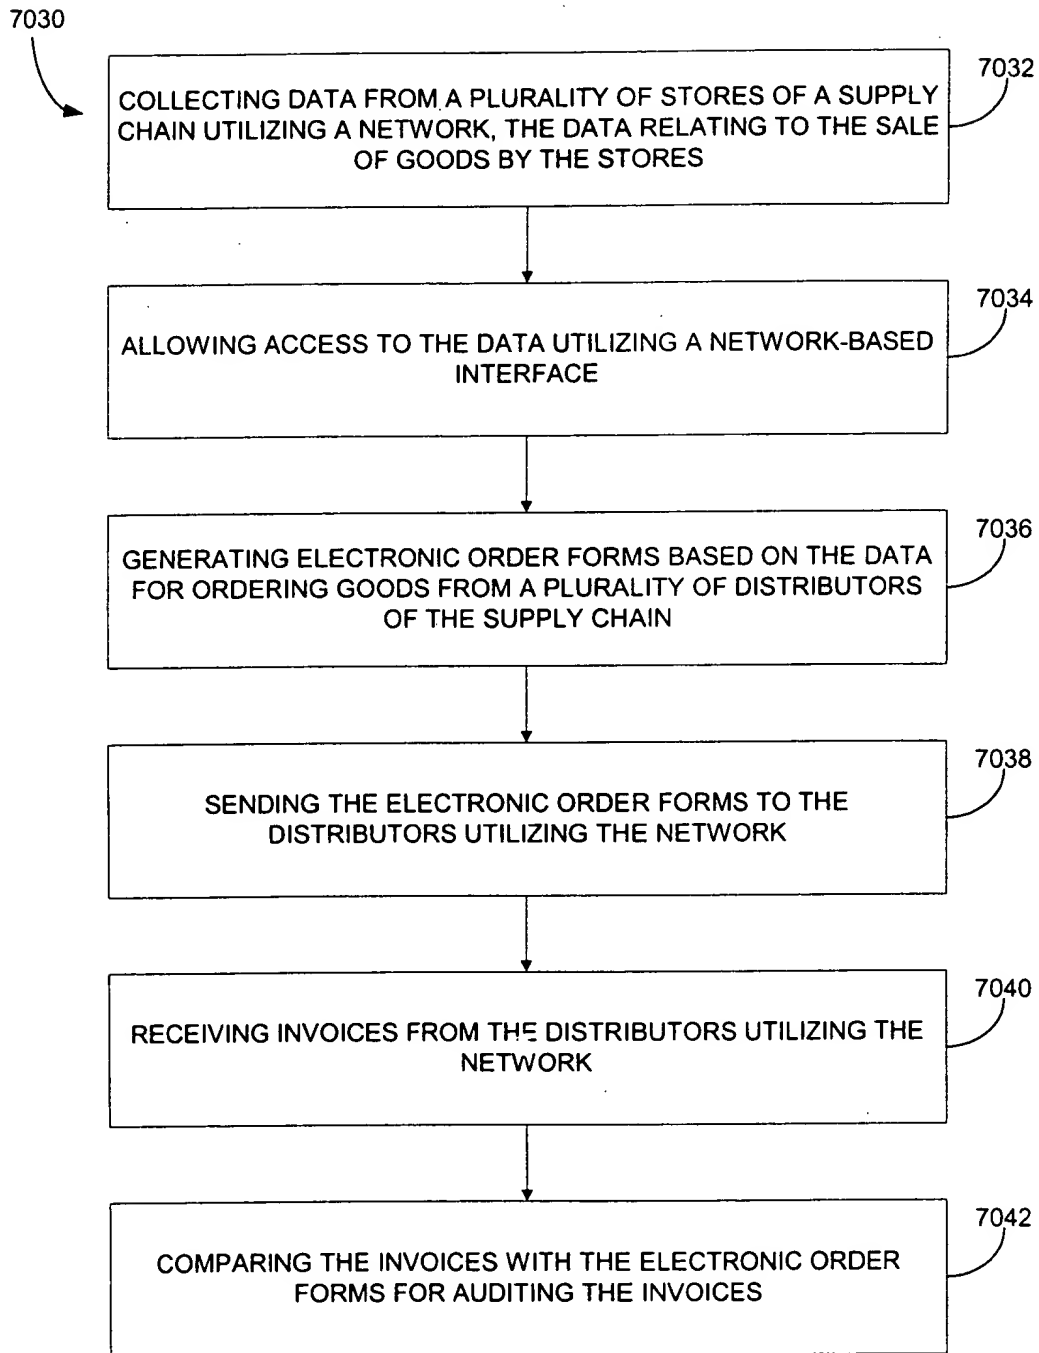 7030
7032
COLLECTING DATA FROM A PLURALITY OF STORES OF A SUPPLY
CHAIN UTILIZING A NETWORK, THE DATA RELATING TO THE SALE
OF GOODS BY THE STORES
7034
ALLOWING ACCESS TO THE DATA UTILIZING A NETWORK-BASED
INTERFACE
7036
GENERATING ELECTRONIC ORDER FORMS BASED ON THE DATA
FOR ORDERING GOODS FROM A PLURALITY OF DISTRIBUTORS
OF THE SUPPLY CHAIN
7038
SENDING THE ELECTRONIC ORDER FORMS TO THE
DISTRIBUTORS UTILIZING THE NETWORK
7040
RECEIVING INVOICES FROM THE DISTRIBUTORS UTILIZING THE
NETWORK
7042
COMPARING THE INVOICES WITH THE ELECTRONIC ORDER
FORMS FOR AUDITING THE INVOICES